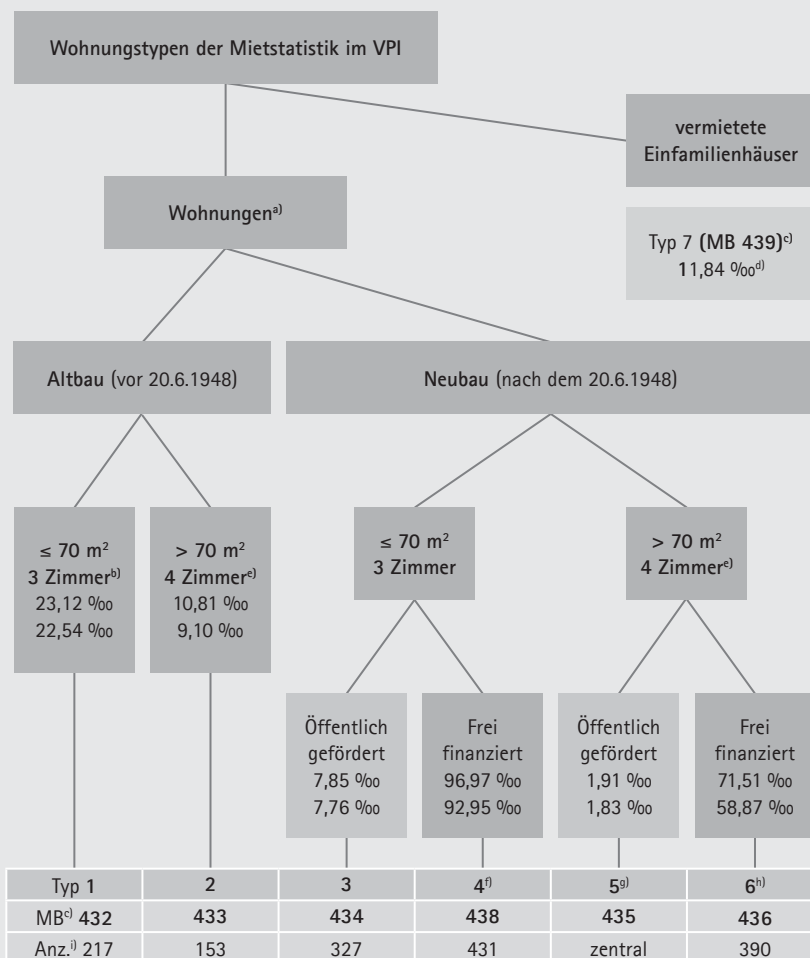 Wohnungstypen der Mietstatistik im VPI
vermietete
Einfamilienhäuser
Wohnungen a)
Typ 7 (MB 439) c)
11,84 ‰ d)
Altbau (vor 20.6.1948)
Neubau (nach dem 20.6.1948)
≤ 70 m²
3 Zimmer b)
23,12 ‰
22,54 ‰
> 70 m²
4 Zimmer e)
10,81 ‰
9,10 ‰
≤ 70 m²
3 Zimmer
> 70 m²
4 Zimmer e)
Öffentlich
gefördert
7,85 ‰
7,76 ‰
Frei
finanziert
96,97 ‰
92,95 ‰
Öffentlich
gefördert
1,91 ‰
1,83 ‰
Frei
finanziert
71,51 ‰
58,87 ‰
Typ 1 2 3 4 f) 5 g) 6 h)
MB c) 432 433 434 438 435 436
Anz. i) 217 153 327 431 zentral 390